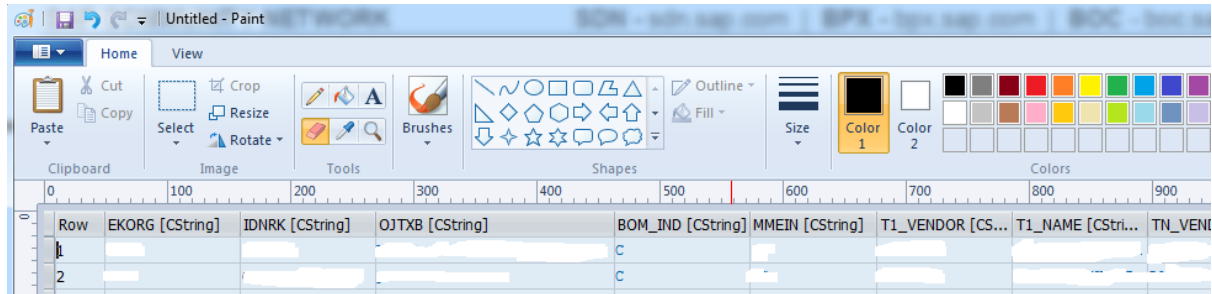 Untitled - Paint
NETWORK SDN - sdn.sap.com | BPX - bpx.sap.com | BOC - boc.sa
Home View
Paste Cut Copy Select Crop Resize Rotate A Brushes Outline Fill Size Color 1 Color 2
Clipboard Image Tools Shapes Colors
0 100 200 300 400 500 600 700 800 900
Row EKORG [CString] IDNRK [CString] OJTXB [CString] BOM_IND [CString] MMEIN [CString] T1_VENDOR [CS... T1_NAME [CStri... TN_VEND
1 C
2 C